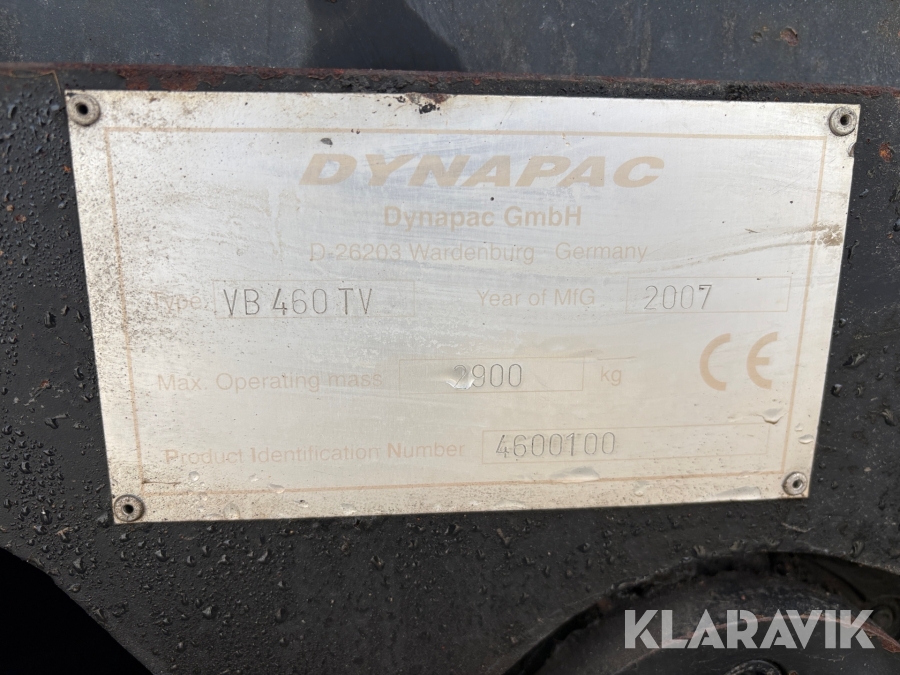 DYNAPAC
Dynapac GmbH
D-26203 Wardenburg Germany
Type VB 460 TV Year of Mfg 2007
Max. Operating mass 2900 kg
CE
Product Identification Number 4600100
KLARAVIK